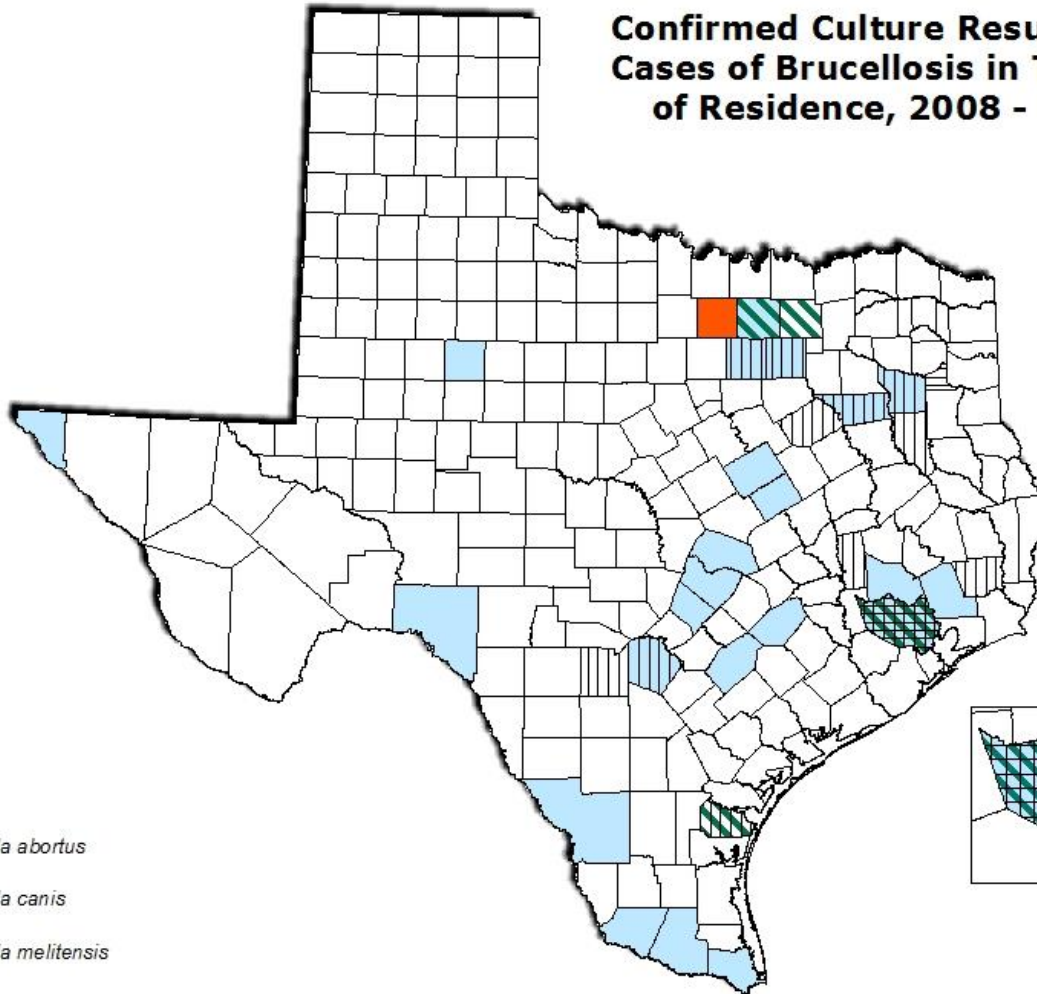 Confirmed Culture Resu
Cases of Brucellosis in
of Residence, 2008 -
a abortus
a canis
a melitensis